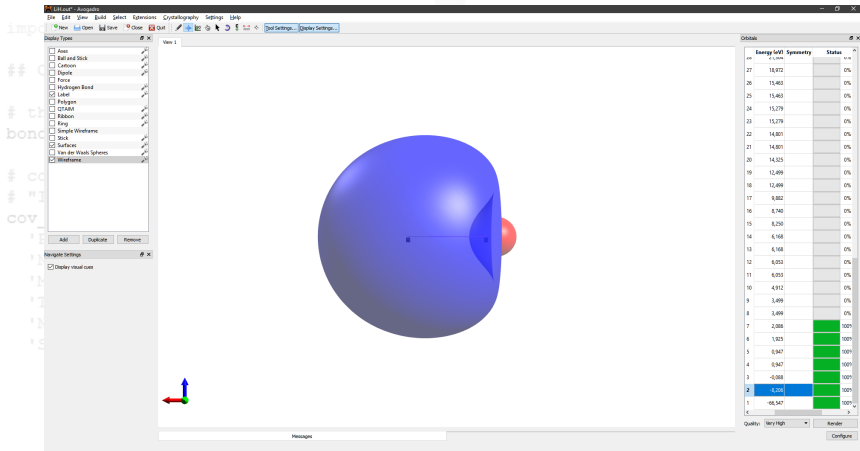 LiH.out* - Avogadro
File Edit View Build Select Extensions Crystallography Settings Help
New Open Save Close Quit Tool Settings... Display Settings...
Display Types
Axes
Ball and Stick
Cartoon
Dipole
Force
Hydrogen Bond
Label
Polygon
QTAIM
Ribbon
Ring
Simple Wireframe
Stick
Surfaces
Van der Waals Spheres
Wireframe
Add Duplicate Remove
Navigate Settings
Display visual cues
View 1
Messages
Orbitals
Energy (eV) Symmetry Status
27 18,972 0%
26 15,463 0%
25 15,463 0%
24 15,279 0%
23 15,279 0%
22 14,801 0%
21 14,801 0%
20 14,325 0%
19 12,499 0%
18 12,499 0%
17 9,882 0%
16 8,740 0%
15 8,250 0%
14 6,168 0%
13 6,168 0%
12 6,053 0%
11 6,053 0%
10 4,912 0%
9 3,499 0%
8 3,499 0%
7 2,086 100%
6 1,925 100%
5 0,947 100%
4 0,947 100%
3 -0,088 100%
2 -8,208 100%
1 -66,547 100%
Quality: Very High Render
Configure